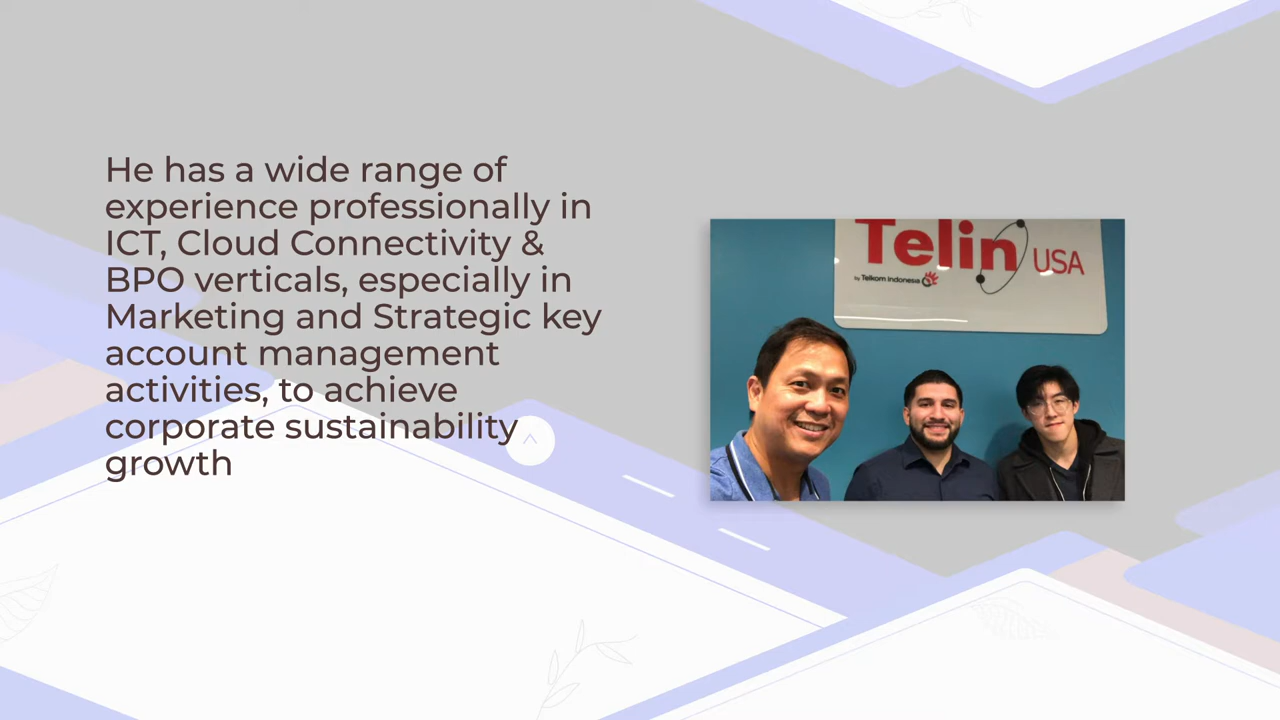 He has a wide range of
experience professionally in
ICT, Cloud Connectivity &
BPO verticals, especially in
Marketing and Strategic key
account management
activities, to achieve
corporate sustainability
growth
Telin USA
by Telkom Indonesia